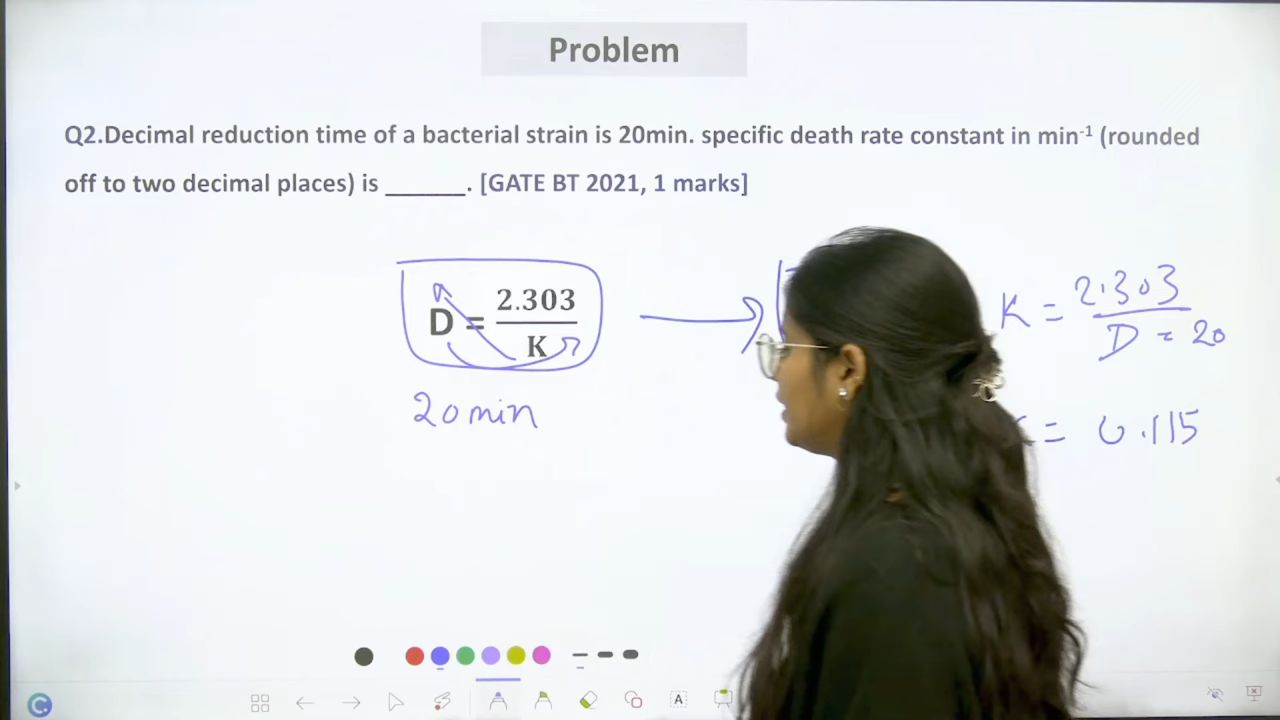 Problem
Q2.Decimal reduction time of a bacterial strain is 20min. specific death rate constant in min⁻¹ (rounded
off to two decimal places) is ______. [GATE BT 2021, 1 marks]
D = 2.303 / K
K = 2.303 / D = 20
20 min
= 0.115
A